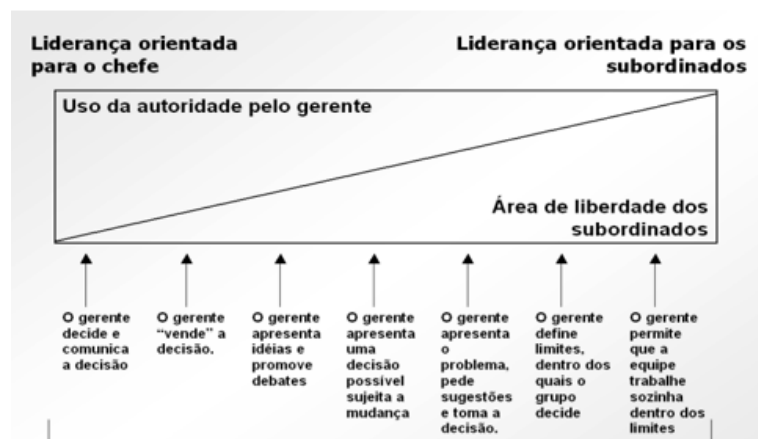 Liderança orientada
para o chefe
Liderança orientada para os
subordinados
Uso da autoridade pelo gerente
Área de liberdade dos
subordinados
O gerente
decide e
comunica
a decisão
O gerente
“vende” a
decisão.
O gerente
apresenta
idéias e
promove
debates
O gerente
apresenta
uma
decisão
possível
sujeita a
mudança
O gerente
apresenta
o
problema,
pede
sugestões
e toma a
decisão.
O gerente
define
limites,
dentro dos
quais o
grupo
decide
O gerente
permite
que a
equipe
trabalhe
sozinha
dentro dos
limites